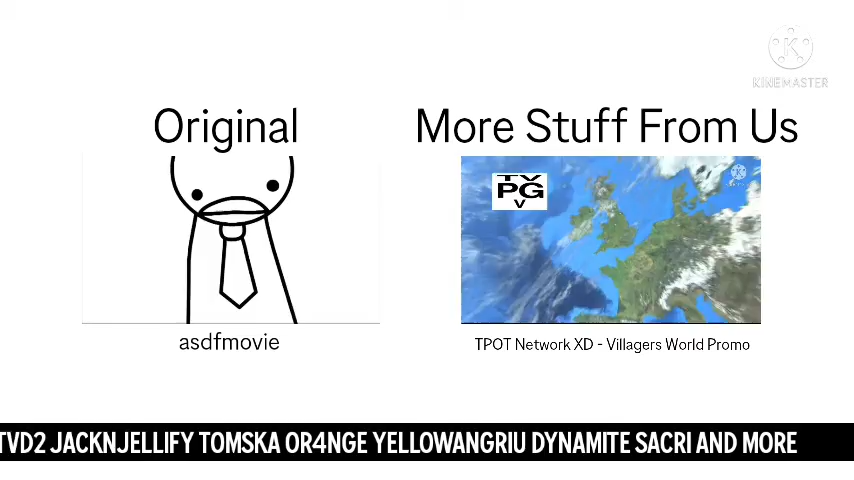 KINEMASTER
Original
More Stuff From Us
TV
PG
V
asdfmovie
TPOT Network XD - Villagers World Promo
TVD2 JACKNJELLIFY TOMSKA OR4NGE YELLOWANGRIU DYNAMITE SACRI AND MORE